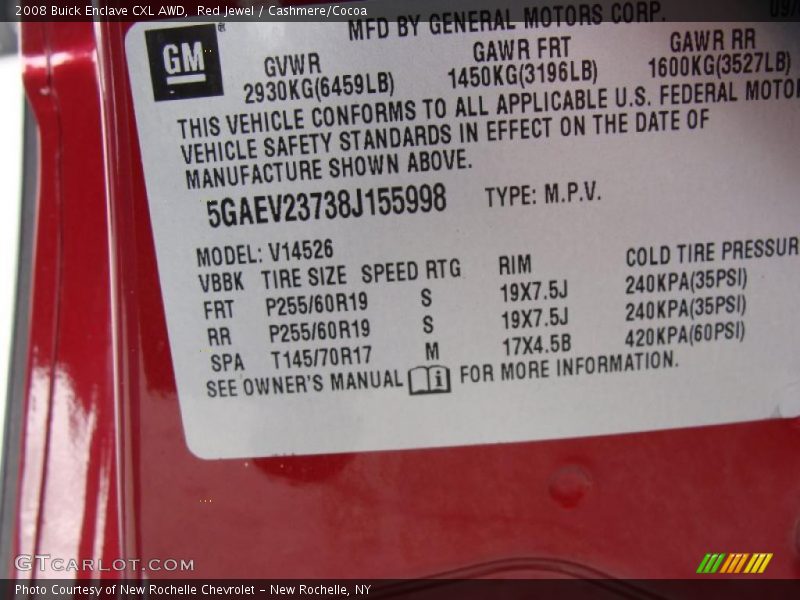 2008 Buick Enclave CXL AWD, Red Jewel / Cashmere/Cocoa
MFD BY GENERAL MOTORS CORP.
GM
GVWR GAWR FRT GAWR RR
2930KG(6459LB) 1450KG(3196LB) 1600KG(3527LB)
THIS VEHICLE CONFORMS TO ALL APPLICABLE U.S. FEDERAL MOTO
VEHICLE SAFETY STANDARDS IN EFFECT ON THE DATE OF
MANUFACTURE SHOWN ABOVE.
5GAEV23738J155998 TYPE: M.P.V.
MODEL: V14526
VBBK TIRE SIZE SPEED RTG RIM COLD TIRE PRESSUR
FRT P255/60R19 S 19X7.5J 240KPA(35PSI)
RR P255/60R19 S 19X7.5J 240KPA(35PSI)
SPA T145/70R17 M 17X4.5B 420KPA(60PSI)
SEE OWNER'S MANUAL i FOR MORE INFORMATION.
GTCARLOT.COM
Photo Courtesy of New Rochelle Chevrolet - New Rochelle, NY